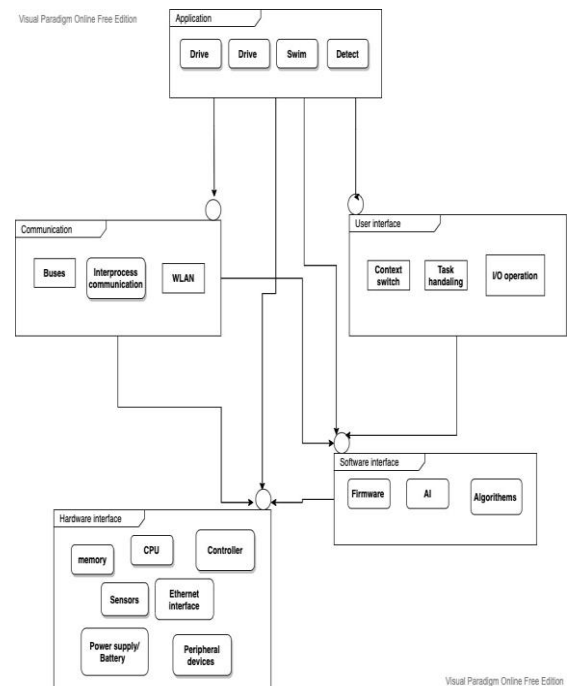 Visual Paradigm Online Free Edition
Application
Drive
Drive
Swim
Detect
Communication
Buses
Interprocess
communication
WLAN
User interface
Context
switch
Task
handaling
I/O operation
Software interface
Firmware
AI
Algorithems
Hardware interface
memory
CPU
Controller
Sensors
Ethernet
interface
Power supply/
Battery
Peripheral
devices
Visual Paradigm Online Free Edition